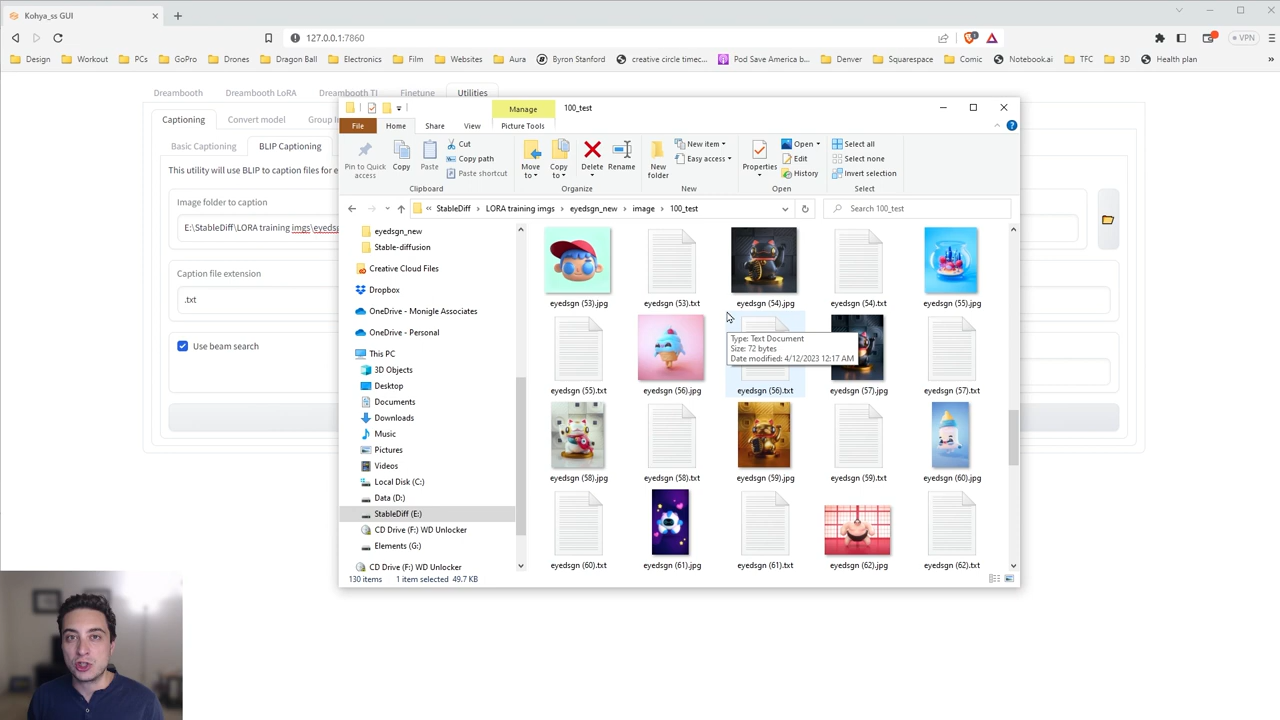 Kohya_ss GUI
127.0.0.1:7860
VPN
Design Workout PCs GoPro Drones Dragon Ball Electronics Film Websites Aura Byron Stanford creative circle timec... Pod Save America b... Denver Squarespace Comic Notebook.ai TFC 3D Health plan
Dreambooth Dreambooth LoRA Dreambooth TI Finetune Utilities
Captioning Convert model Group
Basic Captioning BLIP Captioning
This utility will use BLIP to caption files for e
Image folder to caption
E:\StableDiff\LORA training imgs\eyedsg
Caption file extension
.txt
Use beam search
Manage 100_test
File Home Share View Picture Tools
Pin to Quick access
Copy
Paste
Cut
Copy path
Paste shortcut
Clipboard
Move to
Copy to
Delete
Rename
Organize
New folder
New item
Easy access
New
Properties
Open
Edit
History
Open
Select all
Select none
Invert selection
Select
« StableDiff > LORA training imgs > eyedsgn_new > image > 100_test
Search 100_test
eyedsgn_new
Stable-diffusion
Creative Cloud Files
Dropbox
OneDrive - Monigle Associates
OneDrive - Personal
This PC
3D Objects
Desktop
Documents
Downloads
Music
Pictures
Videos
Local Disk (C:)
Data (D:)
StableDiff (E:)
CD Drive (F:) WD Unlocker
Elements (G:)
CD Drive (F:) WD Unlocker
eyedsgn (53).jpg eyedsgn (53).txt eyedsgn (54).jpg eyedsgn (54).txt eyedsgn (55).jpg
Type: Text Document
Size: 72 bytes
Date modified: 4/12/2023 12:17 AM
eyedsgn (55).txt eyedsgn (56).jpg eyedsgn (56).txt eyedsgn (57).jpg eyedsgn (57).txt
eyedsgn (58).jpg eyedsgn (58).txt eyedsgn (59).jpg eyedsgn (59).txt eyedsgn (60).jpg
eyedsgn (60).txt eyedsgn (61).jpg eyedsgn (61).txt eyedsgn (62).jpg eyedsgn (62).txt
130 items 1 item selected 49.7 KB